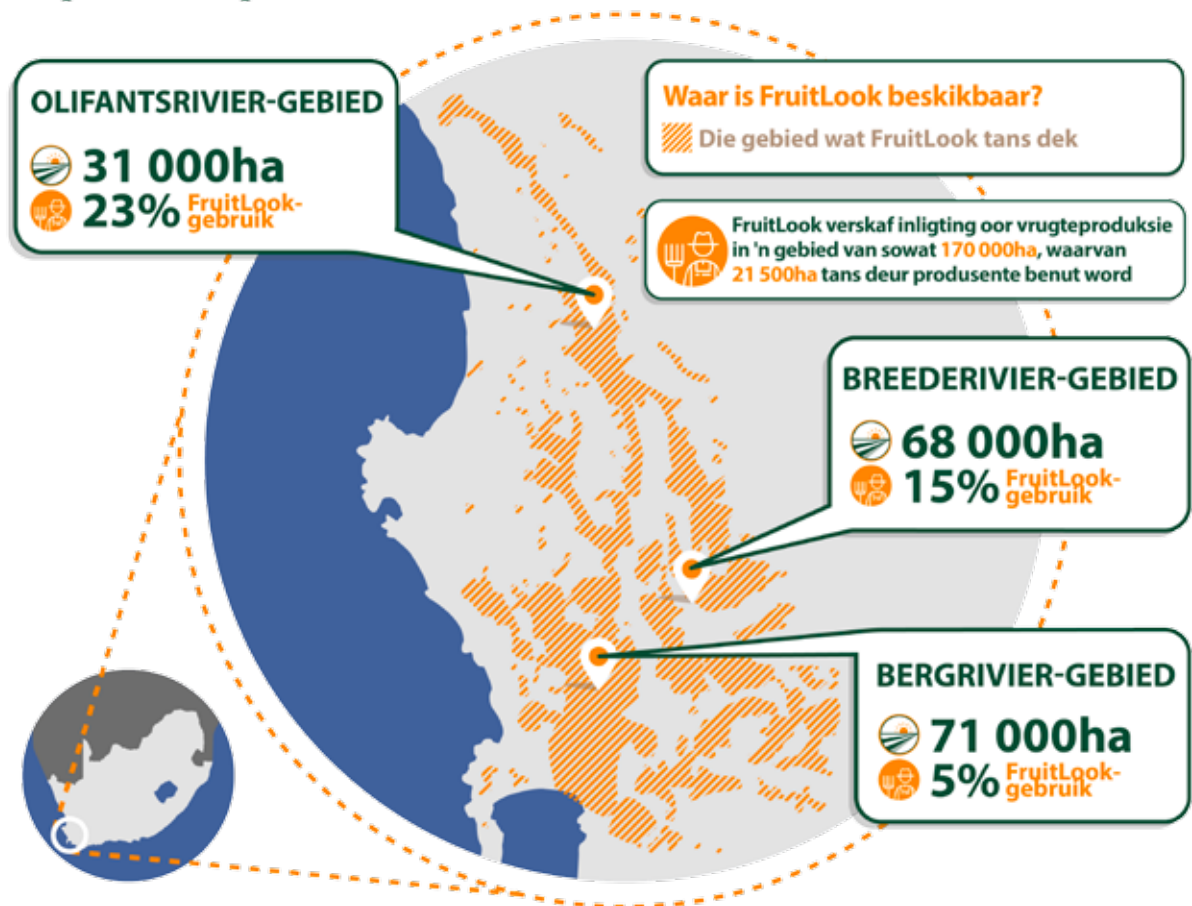 OLIFANTSRIVIER-GEBIED
31 000ha
23% FruitLook-
gebruik
Waar is FruitLook beskikbaar?
Die gebied wat FruitLook tans dek
FruitLook verskaf inligting oor vrugteproduksie
in 'n gebied van sowat 170 000ha, waarvan
21 500ha tans deur produsente benut word
BREEDERIVIER-GEBIED
68 000ha
15% FruitLook-
gebruik
BERGRIVIER-GEBIED
71 000ha
5% FruitLook-
gebruik